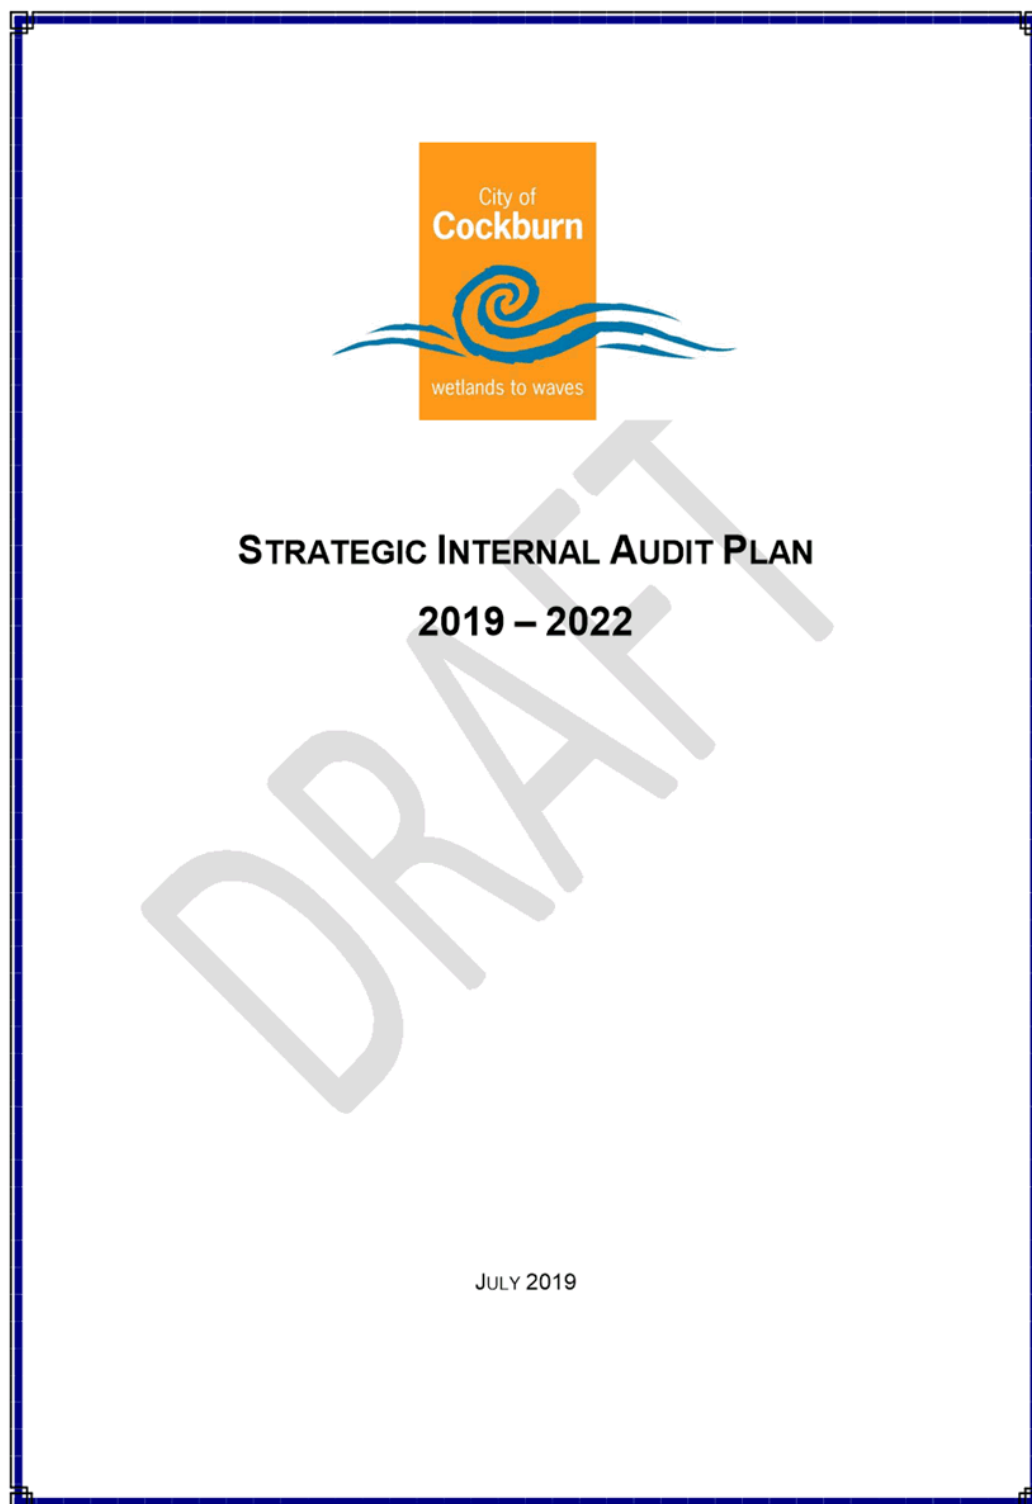 City of
Cockburn
wetlands to waves
STRATEGIC INTERNAL AUDIT PLAN
2019 – 2022
DRAFT
JULY 2019